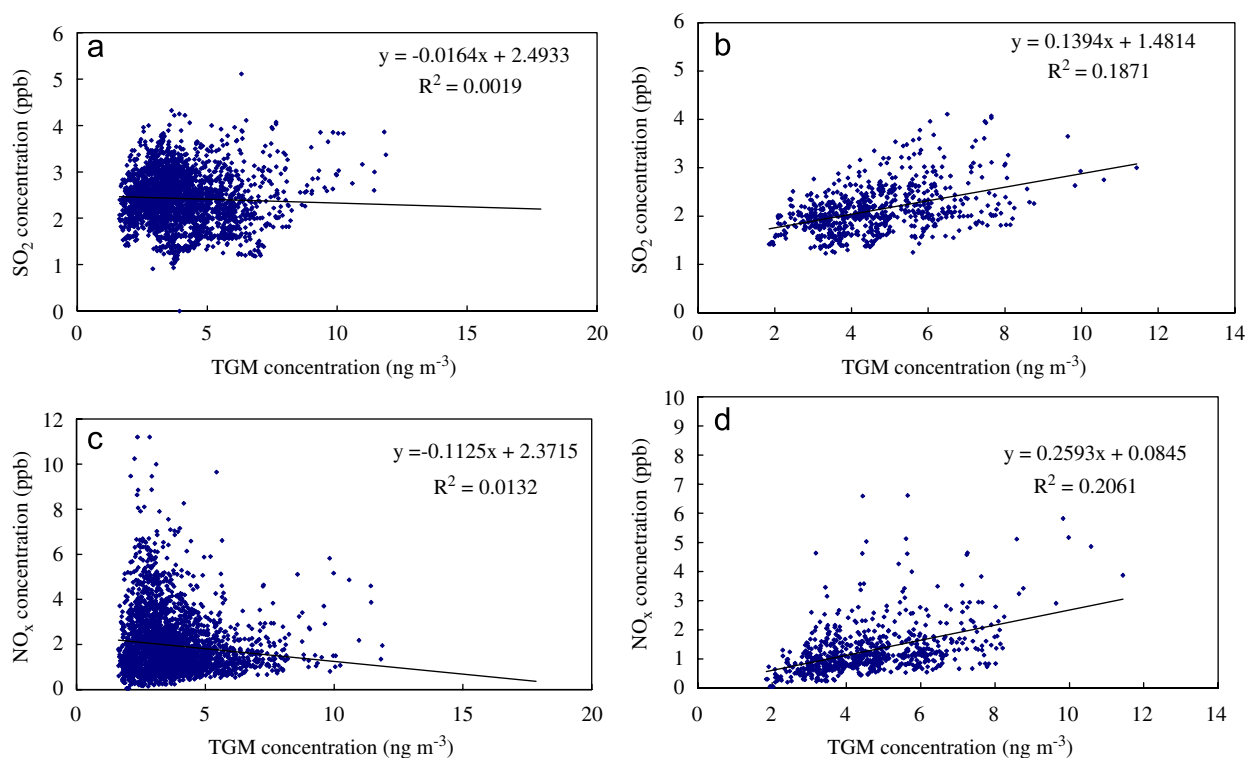 a
y = -0.0164x + 2.4933
R² = 0.0019
SO₂ concentration (ppb)
6
5
4
3
2
1
0
0 5 10 15 20
TGM concentration (ng m⁻³)
b
y = 0.1394x + 1.4814
R² = 0.1871
SO₂ concentration (ppb)
6
5
4
3
2
1
0
0 2 4 6 8 10 12 14
TGM concentration (ng m⁻³)
c
y =-0.1125x + 2.3715
R² = 0.0132
NOₓ concentration (ppb)
12
10
8
6
4
2
0
0 5 10 15 20
TGM concentration (ng m⁻³)
d
y = 0.2593x + 0.0845
R² = 0.2061
NOₓ concnetration (ppb)
10
9
8
7
6
5
4
3
2
1
0
0 2 4 6 8 10 12 14
TGM concentration (ng m⁻³)